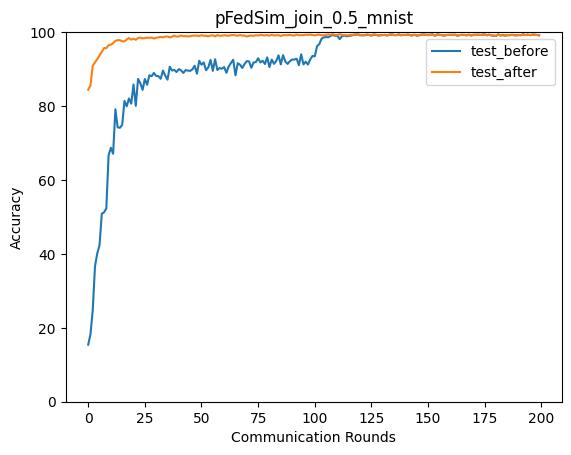 pFedSim_join_0.5_mnist
100
80
60
40
20
0
Accuracy
test_before
test_after
0 25 50 75 100 125 150 175 200
Communication Rounds